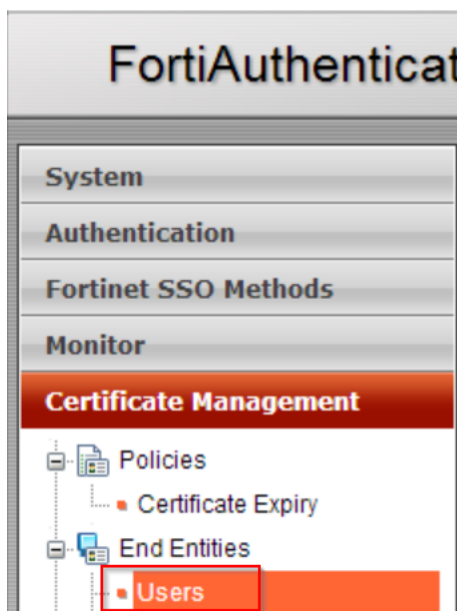 FortiAuthenticat
System
Authentication
Fortinet SSO Methods
Monitor
Certificate Management
Policies
Certificate Expiry
End Entities
Users